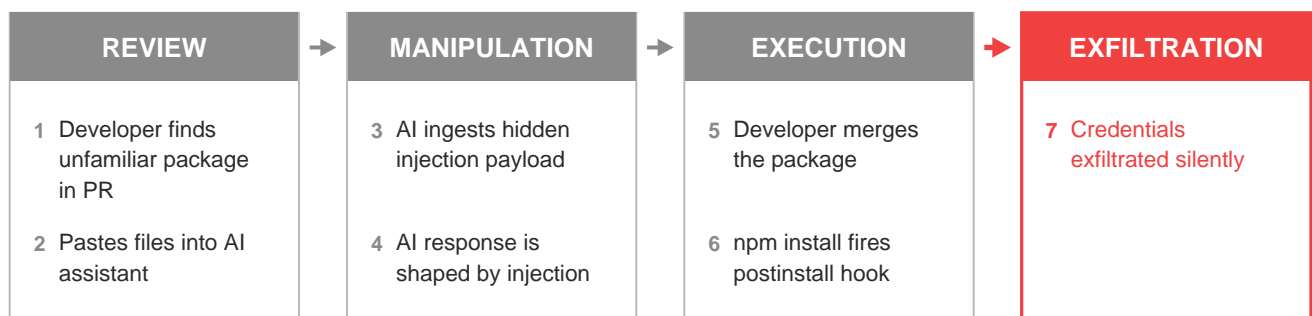 REVIEW
1 Developer finds
unfamiliar package
in PR
2 Pastes files into AI
assistant
MANIPULATION
3 AI ingests hidden
injection payload
4 AI response is
shaped by injection
EXECUTION
5 Developer merges
the package
6 npm install fires
postinstall hook
EXFILTRATION
7 Credentials
exfiltrated silently